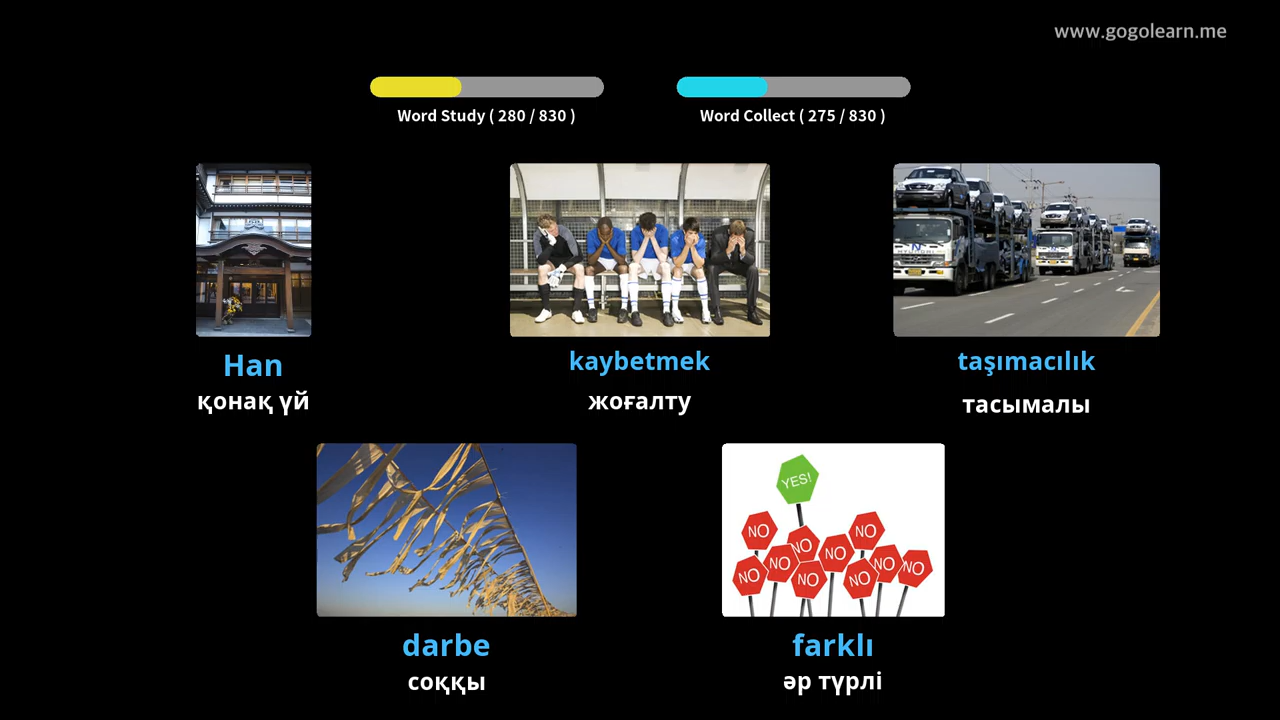 www.gogolearn.me
Word Study ( 280 / 830 )
Word Collect ( 275 / 830 )
Han
қонақ үй
kaybetmek
жоғалту
taşımacılık
тасымалы
YES!
NO
NO
NO
NO
NO
NO
NO
NO
NO
NO
darbe
соққы
farklı
әр түрлі